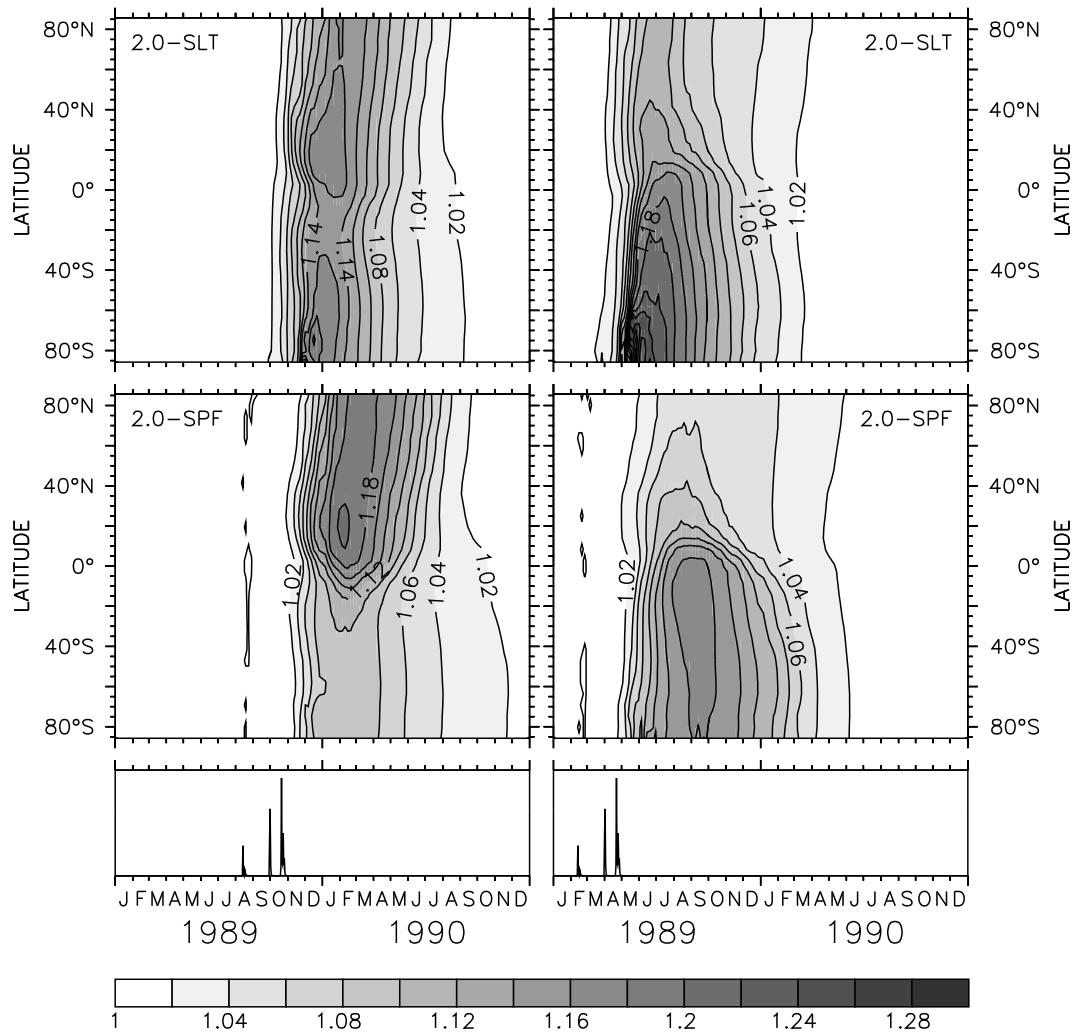 80°N
2.0-SLT
2.0-SLT
80°N
40°N
40°N
LATITUDE
0°
1.14
1.14
1.08
1.04
1.02
1.18
1.06
1.04
1.02
0°
LATITUDE
40°S
40°S
80°S
80°S
80°N
2.0-SPF
2.0-SPF
80°N
40°N
1.18
40°N
LATITUDE
0°
1.02
1.12
1.06
1.04
1.02
1.02
1.04
1.06
0°
LATITUDE
40°S
40°S
80°S
80°S
J F M A M J J A S O N D J F M A M J J A S O N D
J F M A M J J A S O N D J F M A M J J A S O N D
1989 1990
1989 1990
1 1.04 1.08 1.12 1.16 1.2 1.24 1.28